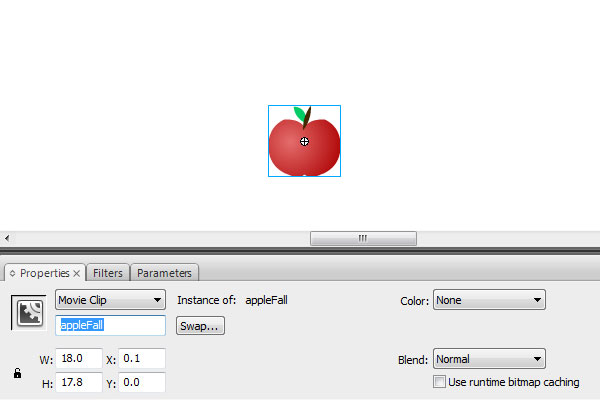 Properties × Filters Parameters
Movie Clip Instance of: appleFall Color: None
appleFall Swap...
W: 18.0 X: 0.1 Blend: Normal
H: 17.8 Y: 0.0 Use runtime bitmap caching